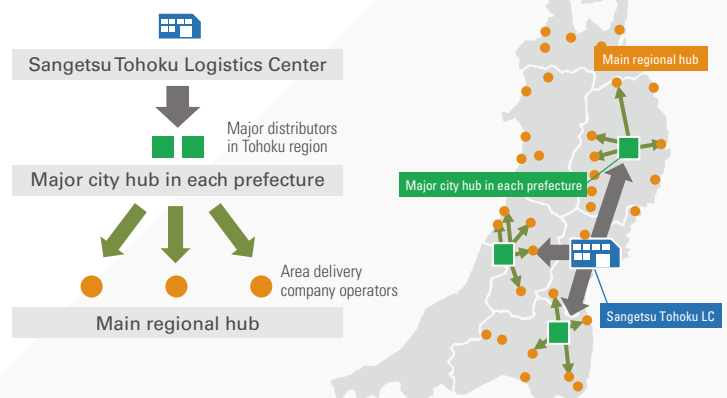 Sangetsu Tohoku Logistics Center
Major distributors
in Tohoku region
Major city hub in each prefecture
Area delivery
company operators
Main regional hub
Main regional hub
Major city hub in each prefecture
Sangetsu Tohoku LC